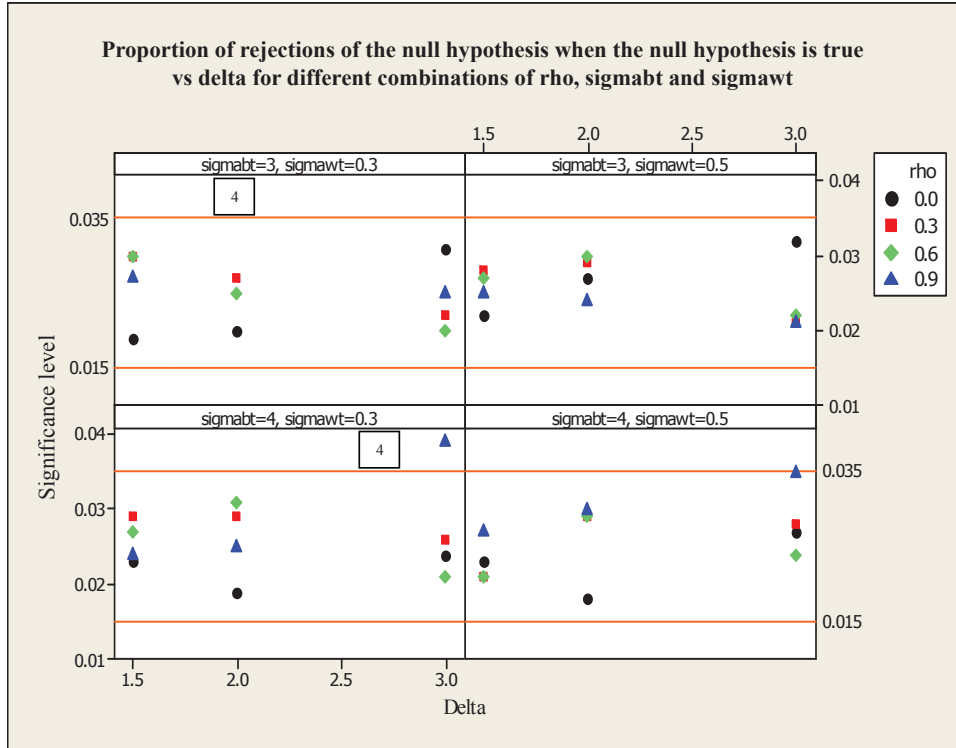 Proportion of rejections of the null hypothesis when the null hypothesis is true
vs delta for different combinations of rho, sigmabt and sigmawt
1.5 2.0 2.5 3.0
sigmabt=3, sigmawt=0.3
sigmabt=3, sigmawt=0.5
4
0.035
0.015
0.04
0.03
0.02
0.01
rho
0.0
0.3
0.6
0.9
sigmabt=4, sigmawt=0.3
sigmabt=4, sigmawt=0.5
4
0.04
0.03
0.02
0.01
0.035
0.015
Significance level
1.5 2.0 2.5 3.0
Delta